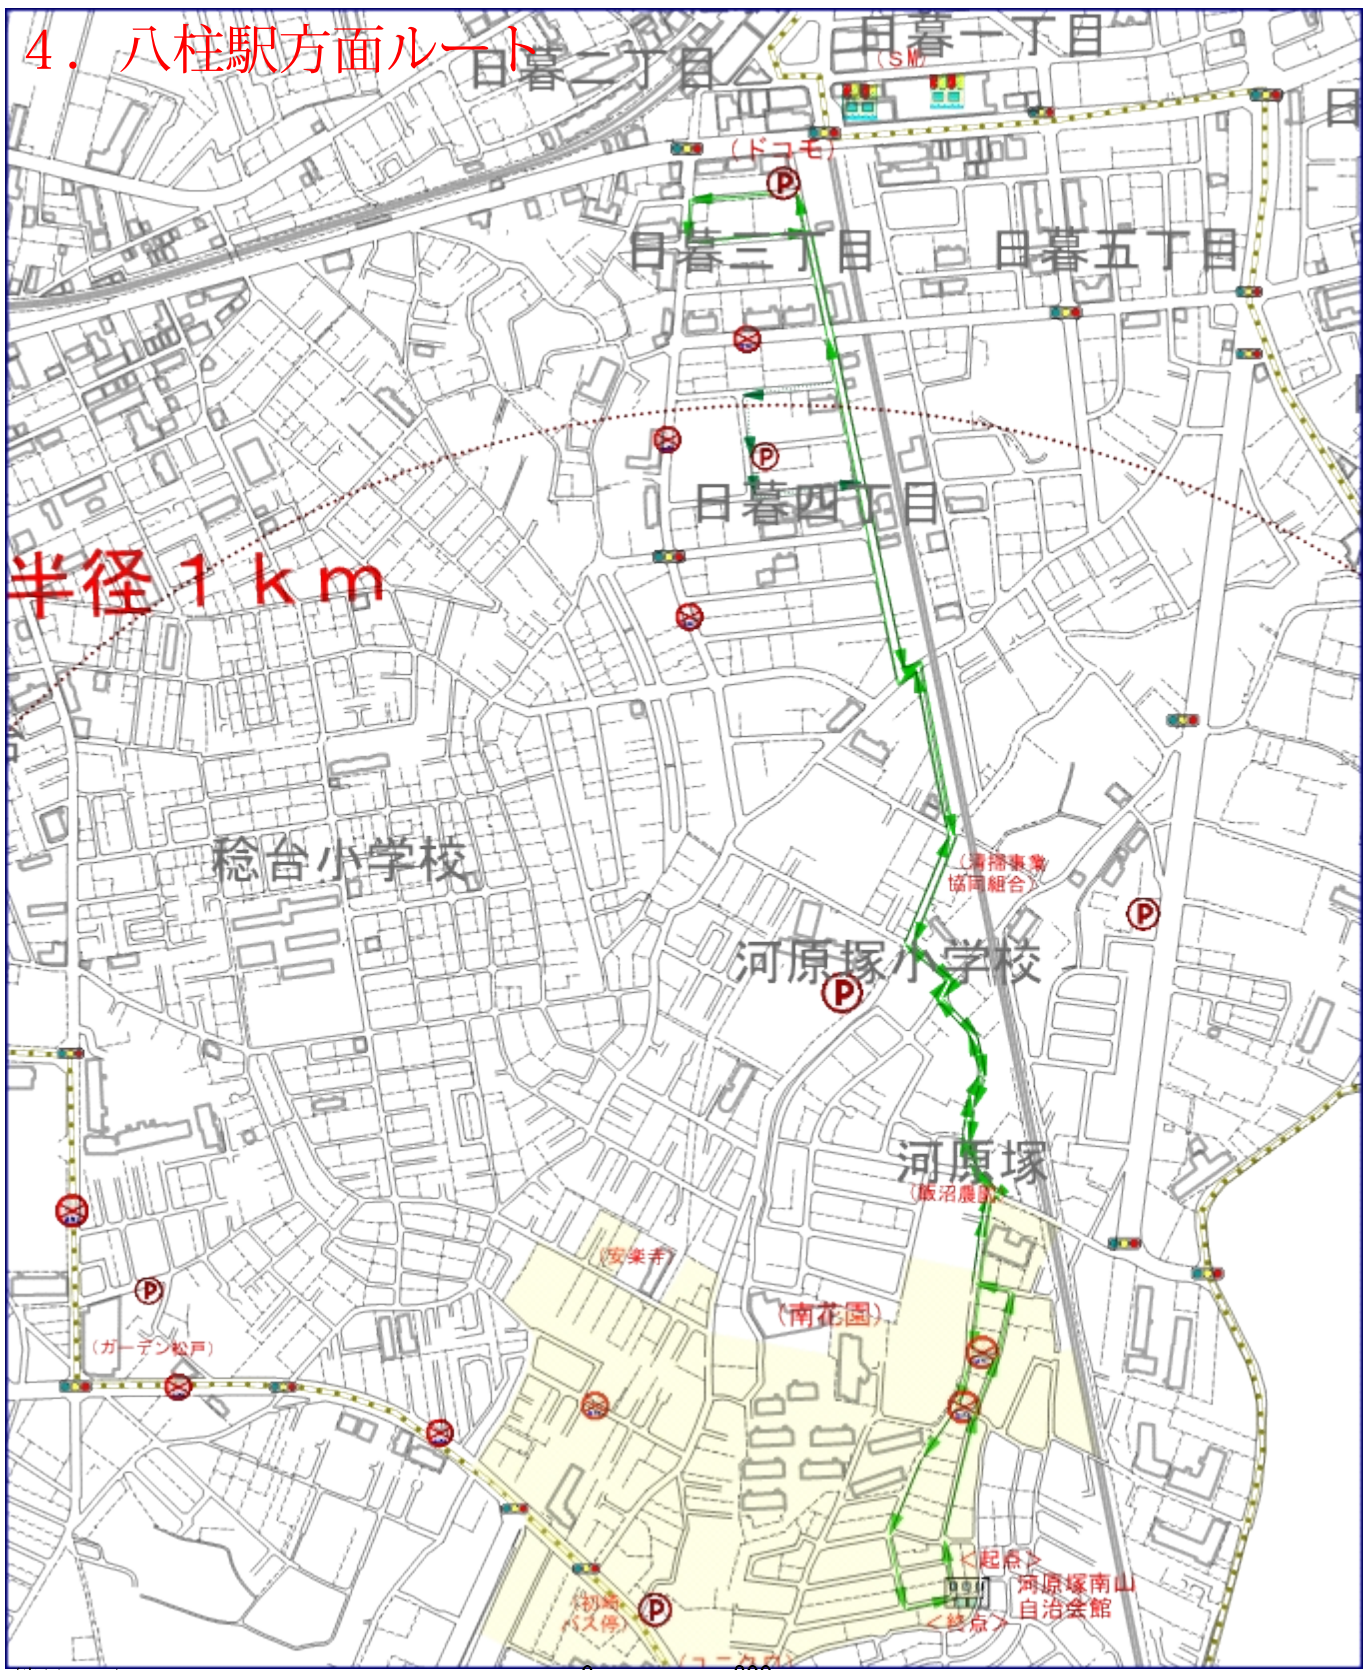 ４．八柱駅方面ルート
日暮二丁目
日暮一丁目
（ＳＭ）
（ドコモ）
日暮三丁目
日暮五丁目
日暮四丁目
半径１ｋｍ
稔台小学校
（清掃事業
協同組合）
河原塚小学校
河原塚
（飯沼農園）
（安楽寺）
（南花園）
（ガーデン松戸）
＜起点＞
河原塚南山
自治会館
＜終点＞
バス停）
（ユニクロ）